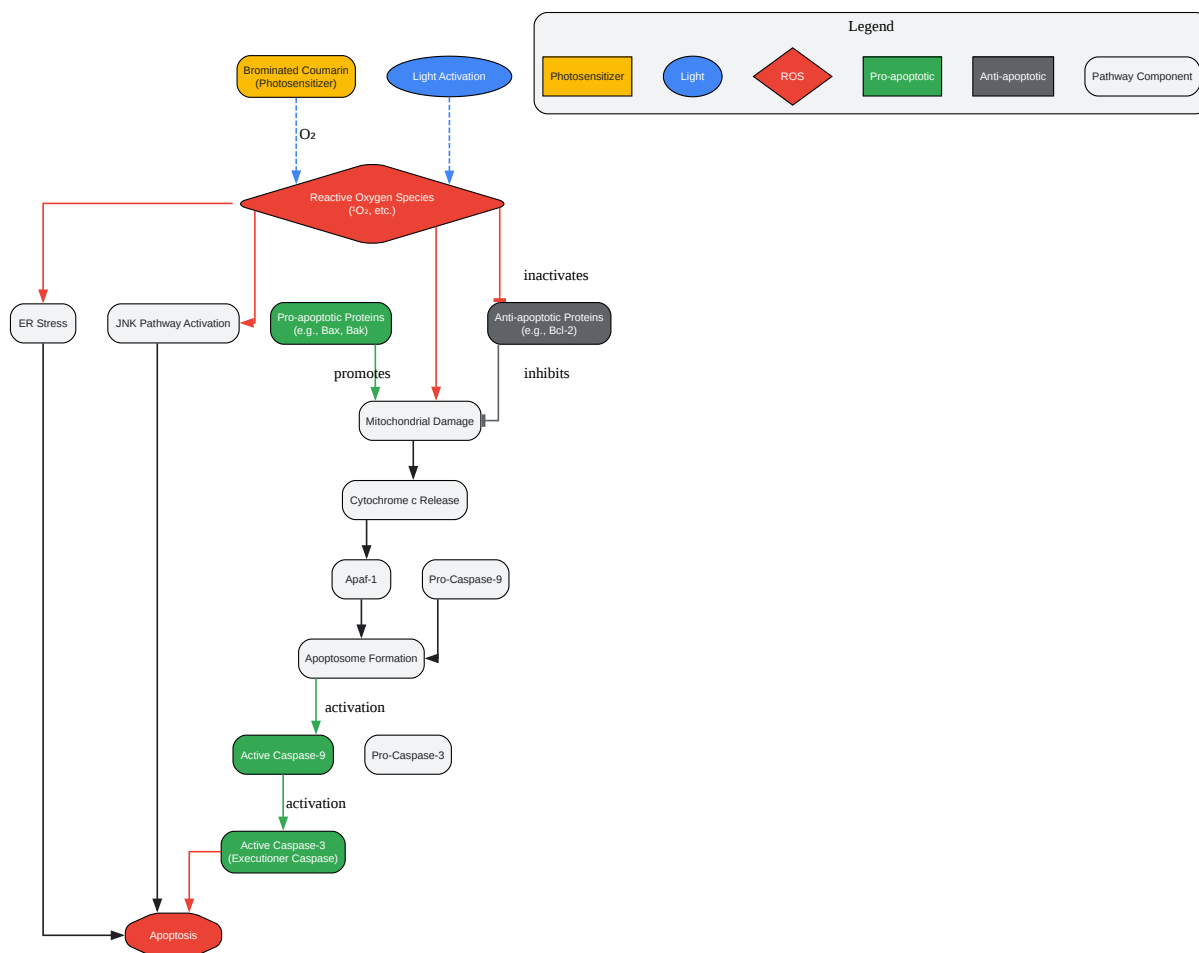 Legend
Photosensitizer
Light
ROS
Pro-apoptotic
Anti-apoptotic
Pathway Component
Brominated Coumarin
(Photosensitizer)
Light Activation
O₂
Reactive Oxygen Species
(¹O₂, etc.)
inactivates
ER Stress
JNK Pathway Activation
Pro-apoptotic Proteins
(e.g., Bax, Bak)
Anti-apoptotic Proteins
(e.g., Bcl-2)
promotes
inhibits
Mitochondrial Damage
Cytochrome c Release
Apaf-1
Pro-Caspase-9
Apoptosome Formation
activation
Active Caspase-9
Pro-Caspase-3
activation
Active Caspase-3
(Executioner Caspase)
Apoptosis